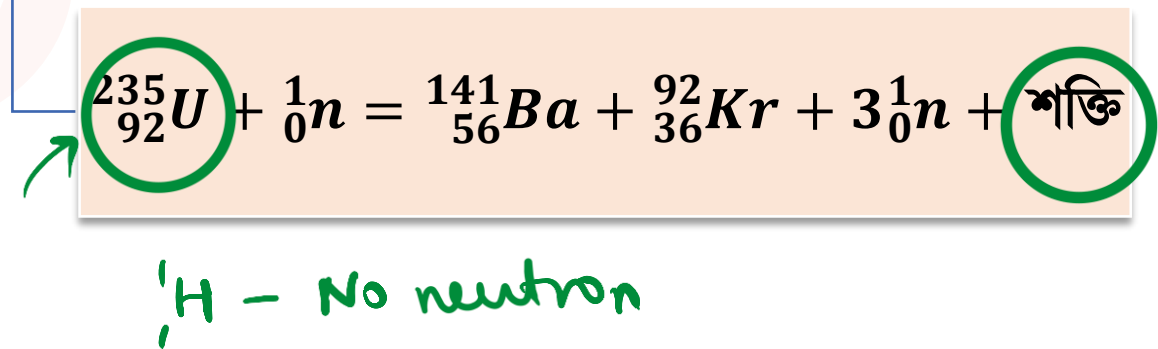 ²³⁵₉₂U + ¹₀n = ¹⁴¹₅₆Ba + ⁹²₃₆Kr + 3¹₀n + শক্তি
¹₁H - No neutron